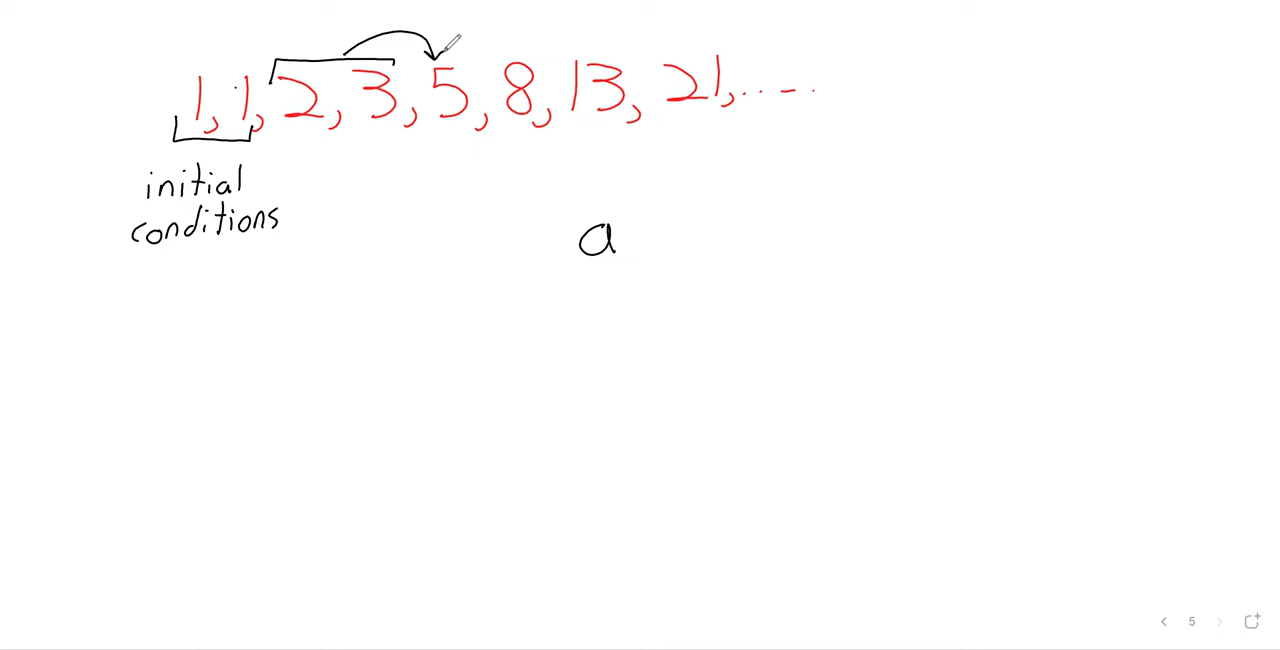 1, 1, 2, 3, 5, 8, 13, 21, .....
initial
conditions
a
5